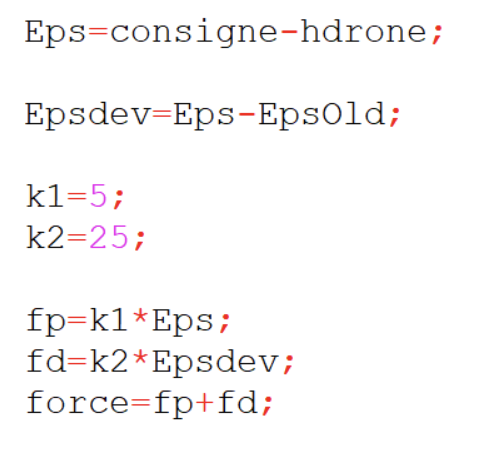 Eps=consigne-hdrone;
Epsdev=Eps-EpsOld;
k1=5;
k2=25;
fp=k1*Eps;
fd=k2*Epsdev;
force=fp+fd;